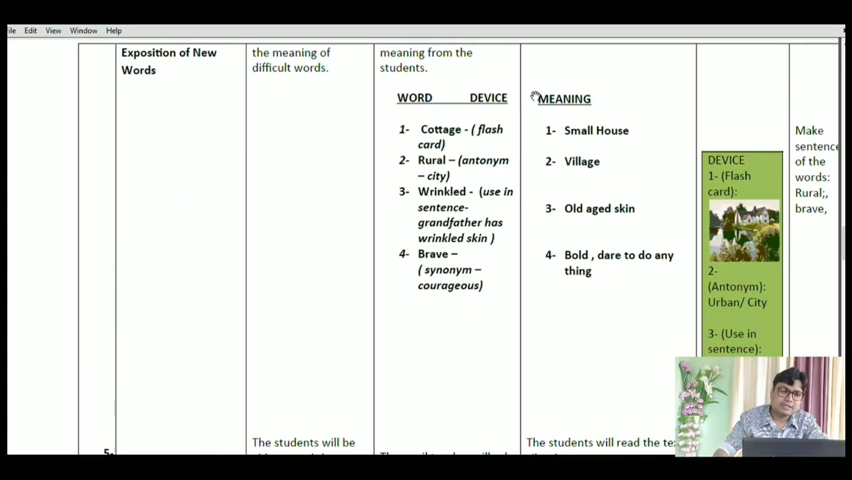 Edit View Window Help
Exposition of New
Words
the meaning of
difficult words.
meaning from the
students.
WORD DEVICE
1- Cottage - ( flash
card)
2- Rural – (antonym
– city)
3- Wrinkled - (use in
sentence-
grandfather has
wrinkled skin )
4- Brave –
( synonym –
courageous)
MEANING
1- Small House
2- Village
3- Old aged skin
4- Bold , dare to do any
thing
DEVICE
1- (Flash
card):
2-
(Antonym):
Urban/ City
3- (Use in
sentence):
Make
sentence
of the
words:
Rural;,
brave,
5-
The students will be
The students will read the te